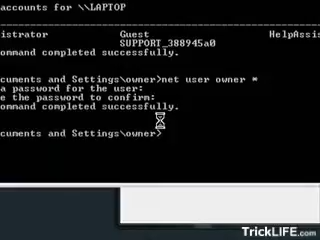 accounts for \\LAPTOP
istrator Guest HelpAssis
SUPPORT_388945a0
ommand completed successfully.
cuments and Settings\owner>net user owner *
a password for the user:
e the password to confirm:
ommand completed successfully.
cuments and Settings\owner>
TrickLIFE.com